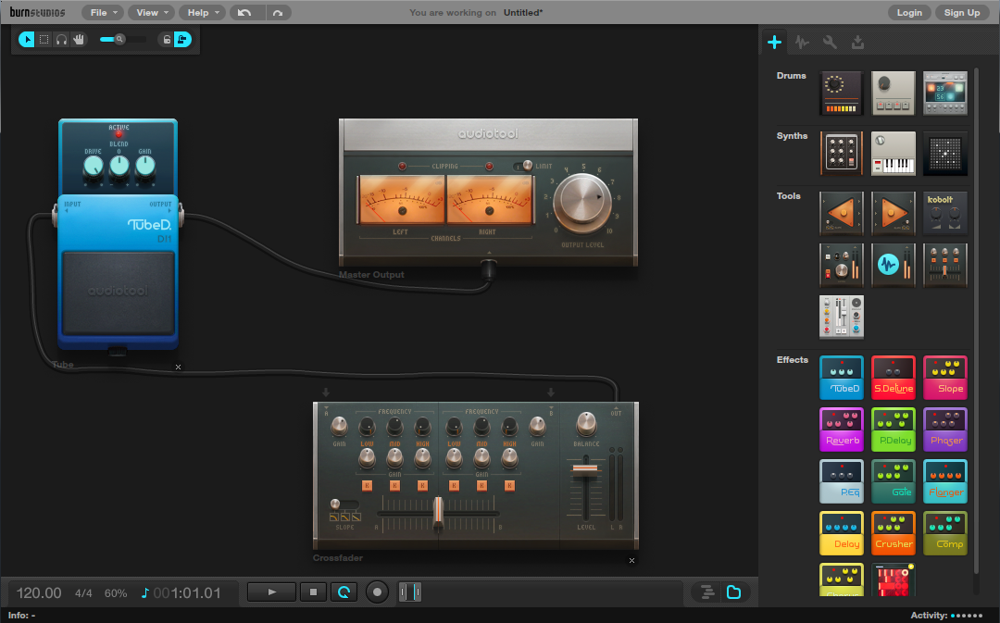 burnstudios File View Help You are working on Untitled* Login Sign Up
Drums
Synths
Tools
kobolt
Effects
TubeD S.Detune Slope
Reverb P.Delay Phaser
P.Eq Gate Flanger
Delay Crusher Comp
ACTIVE
BLEND
DRIVE 0 GAIN
INPUT OUTPUT
TubeD.
audiotool
Tube
audiotool
CLIPPING LIMIT
LEFT RIGHT
CHANNELS
0 1 2 3 4 5 6 7 8 9 10
OUTPUT LEVEL
Master Output
A FREQUENCY FREQUENCY B OUT
GAIN LOW MID HIGH LOW MID HIGH GAIN BALANCE
GAIN GAIN
K K K K K K
SLOPE A B LEVEL L R
Crossfader
120.00 4/4 60% 001:01.01
Info: - Activity: